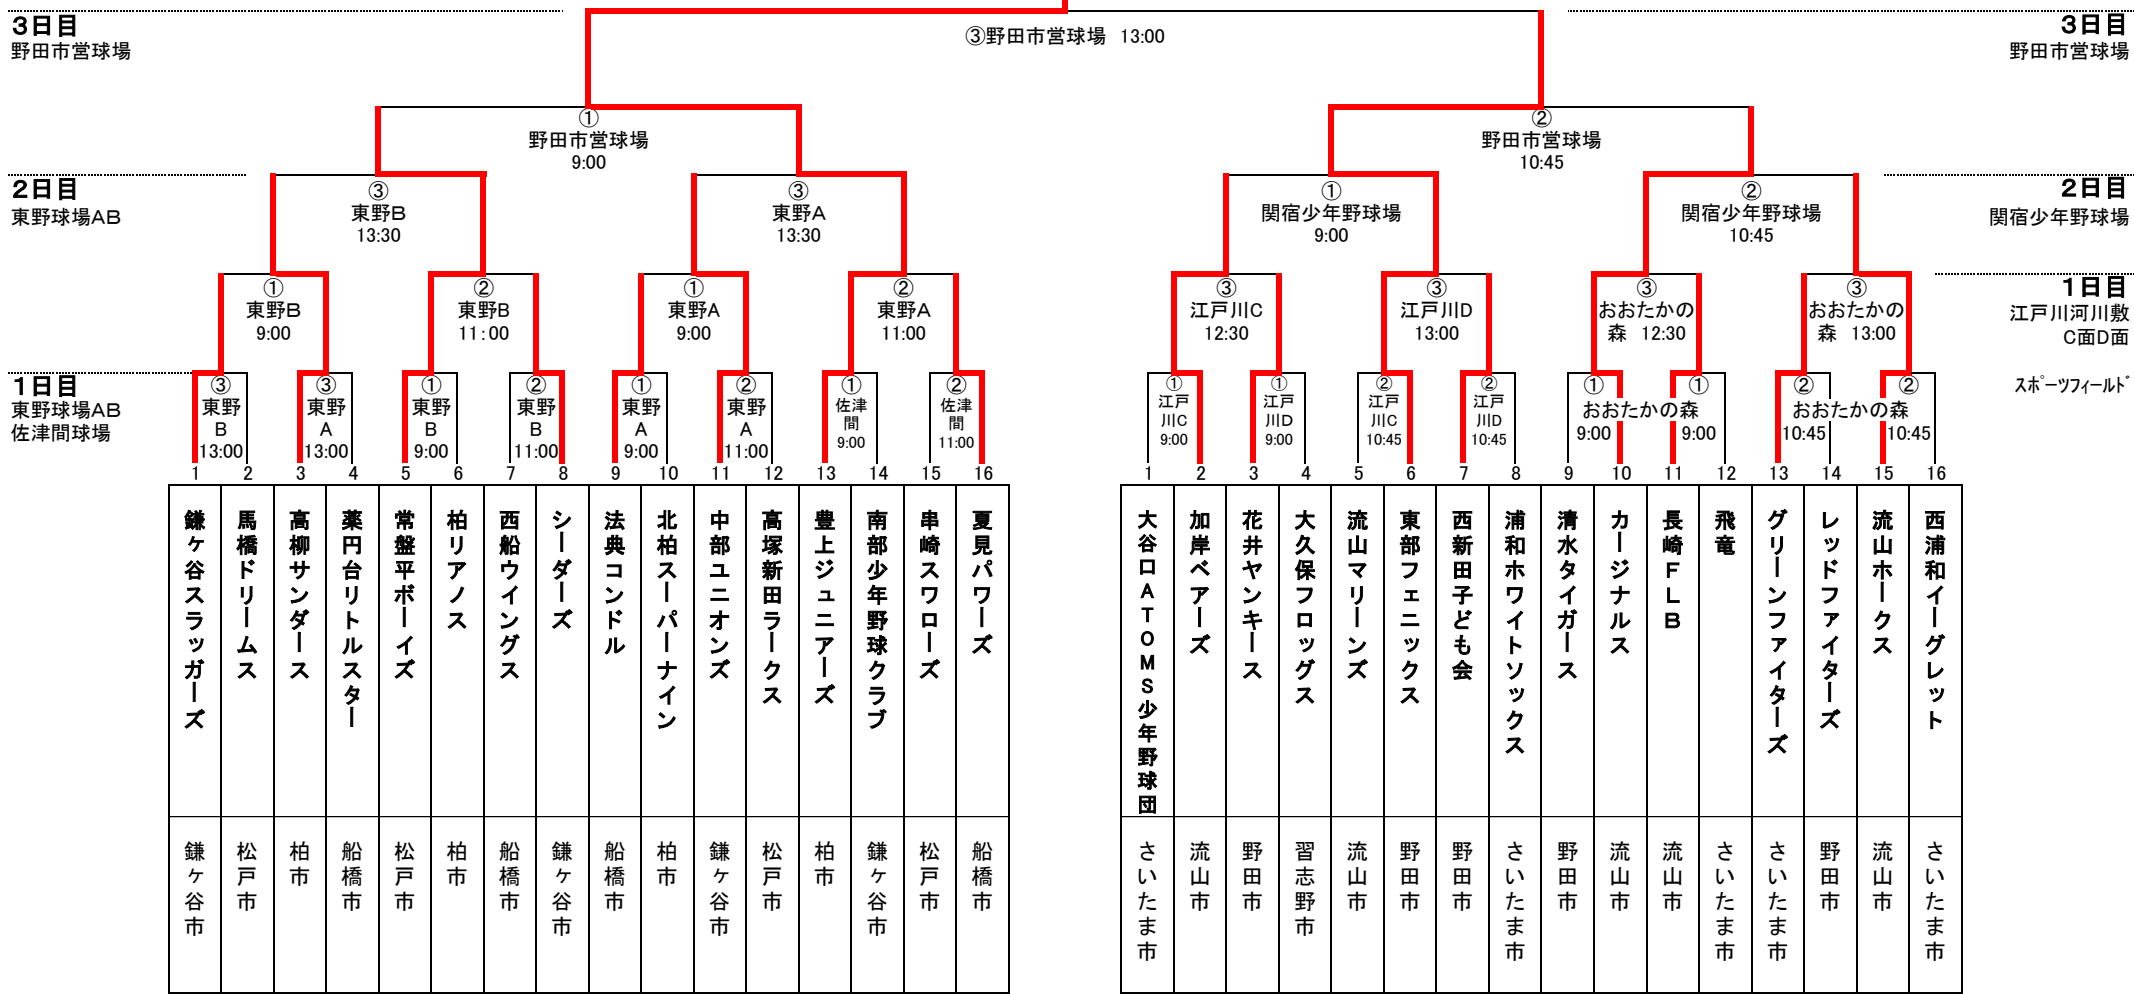 3日目
野田市営球場
③野田市営球場 13:00
3日目
野田市営球場
①
野田市営球場
9:00
②
野田市営球場
10:45
2日目
東野球場AB
③
東野B
13:30
③
東野A
13:30
①
関宿少年野球場
9:00
②
関宿少年野球場
10:45
2日目
関宿少年野球場
①
東野B
9:00
②
東野B
11:00
①
東野A
9:00
②
東野A
11:00
③
江戸川C
12:30
③
江戸川D
13:00
③
おおたかの
森 12:30
③
おおたかの
森 13:00
1日目
江戸川河川敷
C面D面
スポーツフィールド
1日目
東野球場AB
佐津間球場
③
東野
B
13:00
③
東野
A
13:00
①
東野
B
9:00
②
東野
B
11:00
①
東野
A
9:00
②
東野
A
11:00
①
佐津
間
9:00
②
佐津
間
11:00
①
江戸
川C
9:00
①
江戸
川D
9:00
②
江戸
川C
10:45
②
江戸
川D
10:45
① ①
おおたかの森
9:00 9:00
② ②
おおたかの森
10:45 10:45
1 2 3 4 5 6 7 8 9 10 11 12 13 14 15 16
1 2 3 4 5 6 7 8 9 10 11 12 13 14 15 16
鎌ヶ谷スラッガーズ
馬橋ドリームス
高柳サンダース
薬円台リトルスター
常盤平ボーイズ
柏リアノス
西船ウイングス
シーダーズ
法典コンドル
北柏スーパーナイン
中部ユニオンズ
高塚新田ラークス
豊上ジュニアーズ
南部少年野球クラブ
串崎スワローズ
夏見パワーズ
鎌ヶ谷市
松戸市
柏市
船橋市
松戸市
柏市
船橋市
鎌ヶ谷市
船橋市
柏市
鎌ヶ谷市
松戸市
柏市
鎌ヶ谷市
松戸市
船橋市
大谷口ATOMS少年野球団
加岸ベアーズ
花井ヤンキース
大久保フロッグス
流山マリーンズ
東部フェニックス
西新田子ども会
浦和ホワイトソックス
清水タイガース
カージナルス
長崎FLB
飛竜
グリーンファイターズ
レッドファイターズ
流山ホークス
西浦和イーグレット
さいたま市
流山市
野田市
習志野市
流山市
野田市
野田市
さいたま市
野田市
流山市
流山市
さいたま市
さいたま市
野田市
流山市
さいたま市